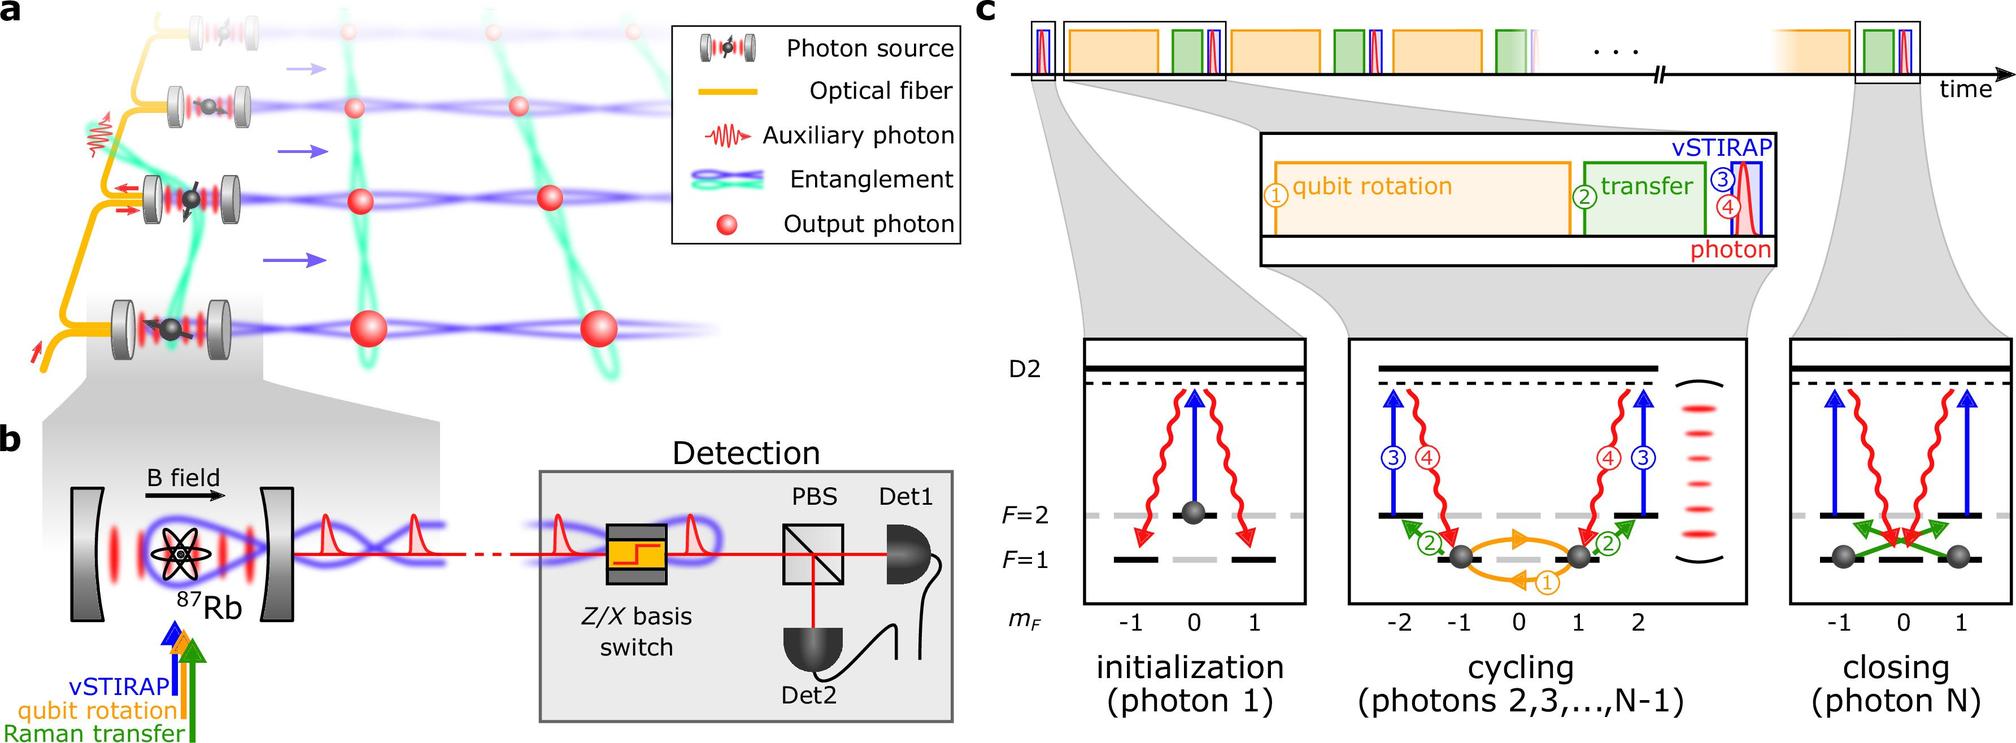 a
Photon source
Optical fiber
Auxiliary photon
Entanglement
Output photon
b
B field
87Rb
vSTIRAP
qubit rotation
Raman transfer
Detection
PBS
Det1
Z/X basis
switch
Det2
c
. . .
time
vSTIRAP
1 qubit rotation
2 transfer
3
4
photon
D2
F=2
F=1
mF
-1 0 1
initialization
(photon 1)
3 4 4 3
2 2
1
-2 -1 0 1 2
cycling
(photons 2,3,...,N-1)
-1 0 1
closing
(photon N)